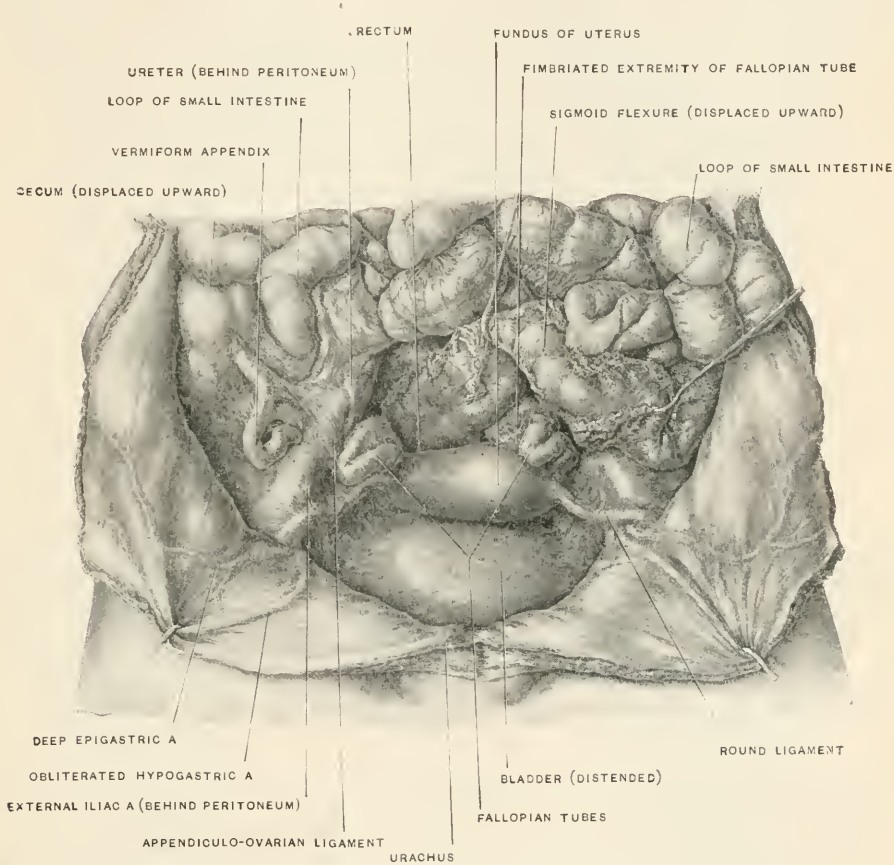 RECTUM
FUNDUS OF UTERUS
URETER (BEHIND PERITONEUM)
FIMBRIATED EXTREMITY OF FALLOPIAN TUBE
LOOP OF SMALL INTESTINE
SIGMOID FLEXURE (DISPLACED UPWARD)
VERMIFORM APPENDIX
LOOP OF SMALL INTESTINE
CECUM (DISPLACED UPWARD)
DEEP EPIGASTRIC A
ROUND LIGAMENT
OBLITERATED HYPOGASTRIC A
BLADDER (DISTENDED)
EXTERNAL ILIAC A (BEHIND PERITONEUM)
FALLOPIAN TUBES
APPENDICULO-OVARIAN LIGAMENT
URACHUS